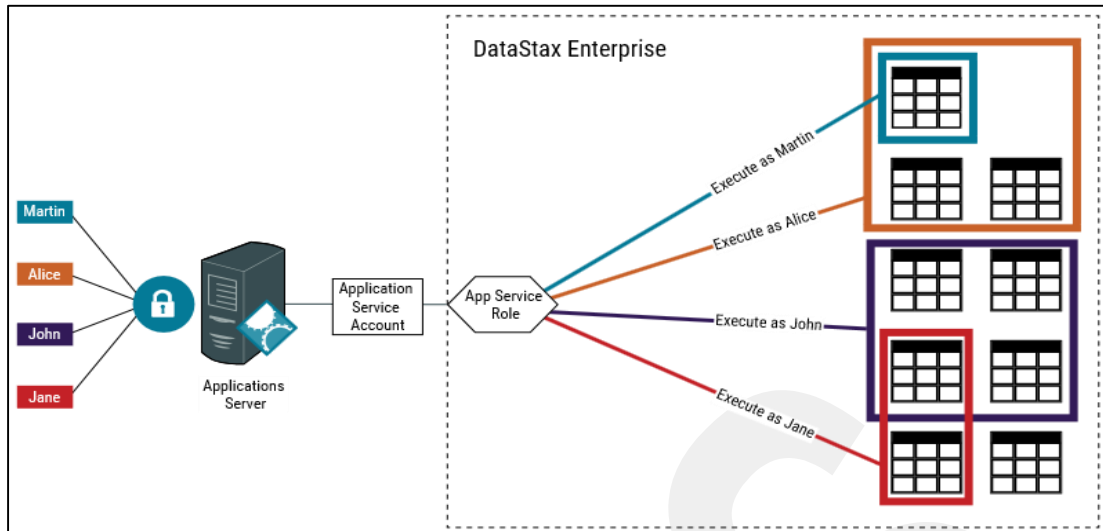 DataStax Enterprise
Martin
Alice
John
Jane
Applications
Server
Application
Service
Account
App Service
Role
Execute as Martin
Execute as Alice
Execute as John
Execute as Jane